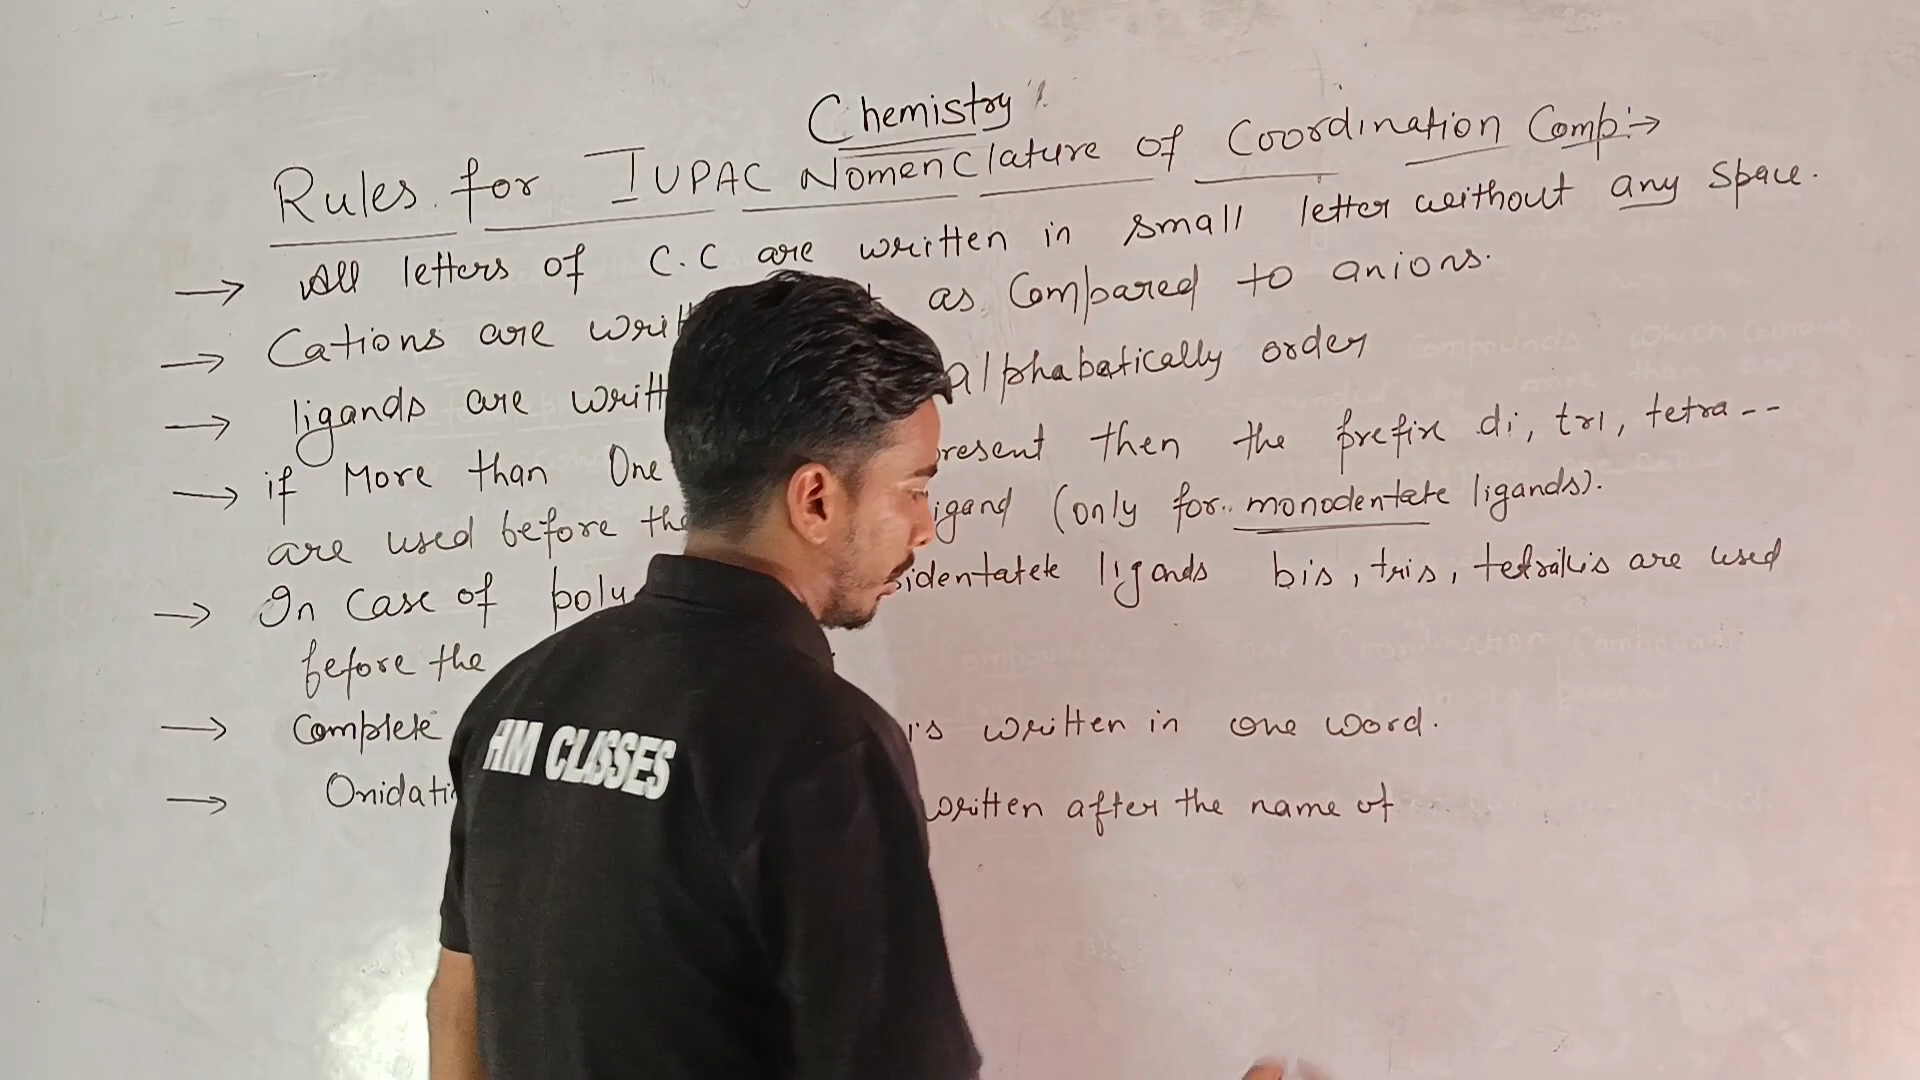 Chemistry
Rules for IUPAC Nomenclature of Coordination Comp:→
→ All letters of C.C are written in small letter without any space.
→ Cations are writ as Compared to anions.
→ ligands are writt alphabatically order
→ if More than One resent then the prefix di, tri, tetra--
are used before the igand (only for monodentate ligands).
→ In Case of poly identatete ligands bis, tris, tetrakis are used
before the
→ Complete is written in one word.
→ Oxidati written after the name of
HM CLASSES